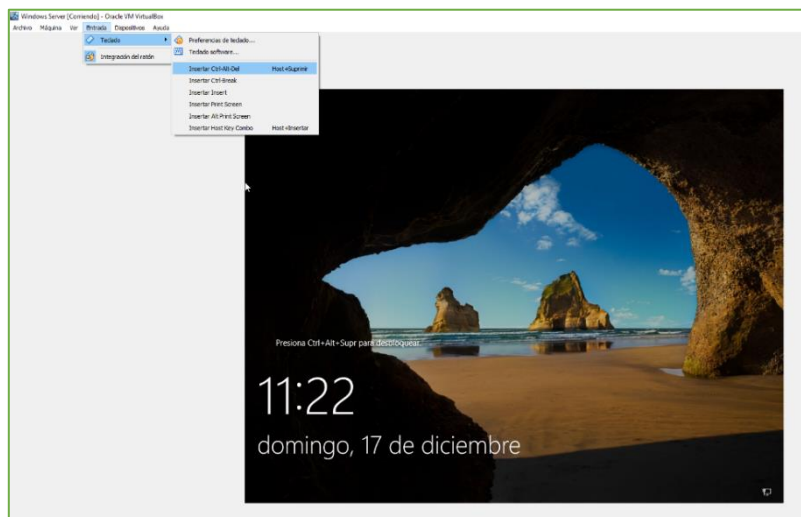 Windows Server [Corriendo] - Oracle VM VirtualBox
Archivo Máquina Ver Entrada Dispositivos Ayuda
Teclado
Integración del ratón
Preferencias de teclado...
Teclado software...
Insertar Ctrl-Alt-Del Host+Suprimir
Insertar Ctrl-Break
Insertar Insert
Insertar Print Screen
Insertar Alt Print Screen
Insertar Host Key Combo Host+Insertar
Presiona Ctrl+Alt+Supr para desbloquear.
11:22
domingo, 17 de diciembre